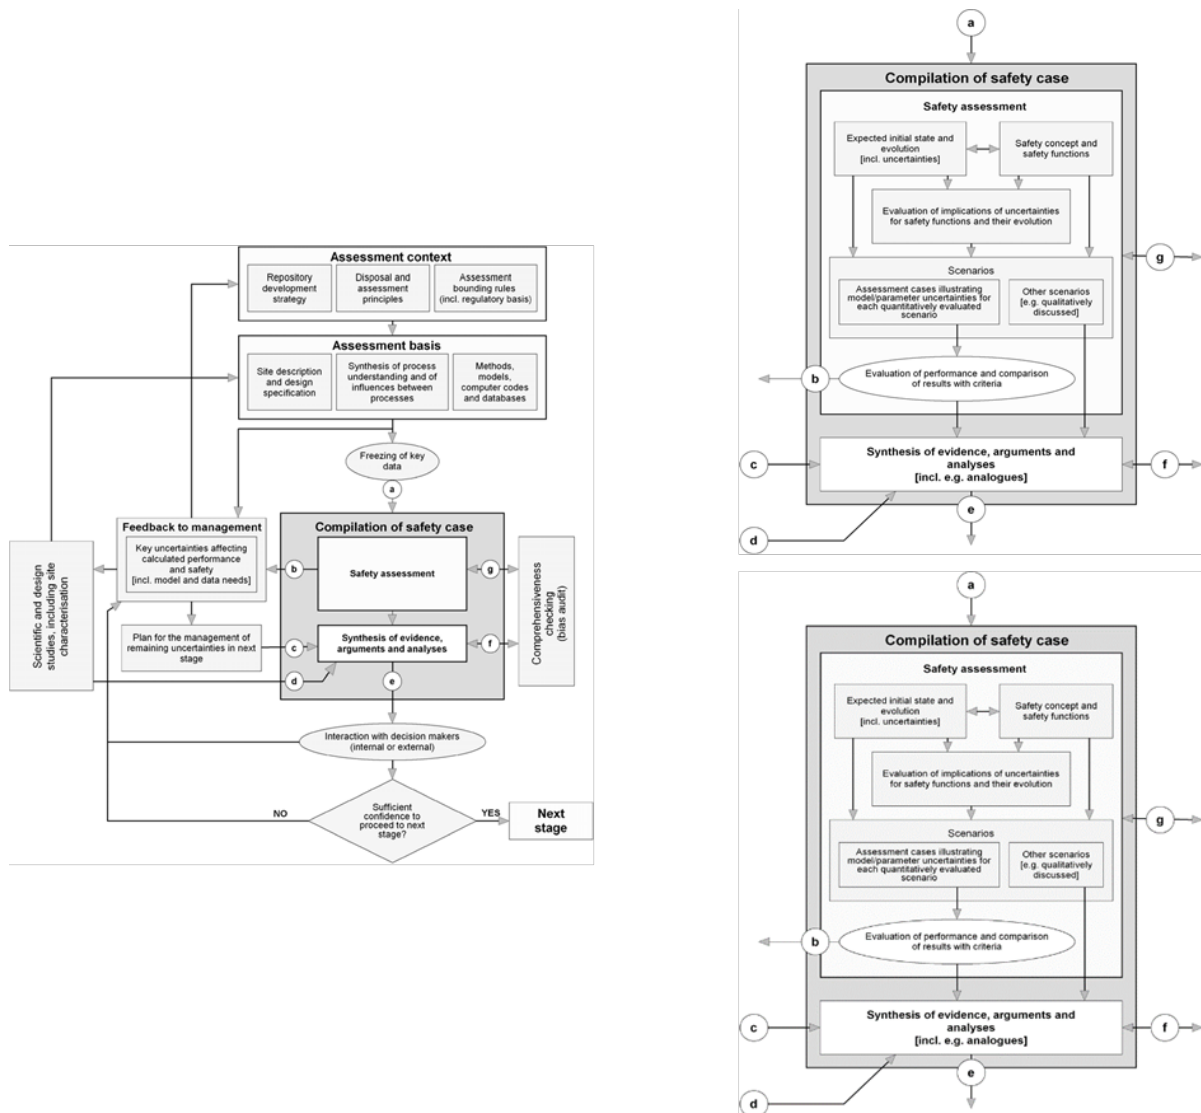 Assessment context
Repository
development
strategy
Disposal and
assessment
principles
Assessment
bounding rules
(incl. regulatory basis)
Assessment basis
Site description
and design
specification
Synthesis of process
understanding and of
influences between
processes
Methods,
models,
computer codes
and databases
Freezing of key
data
a
Feedback to management
Key uncertainties affecting
calculated performance
and safety
[incl. model and data needs]
Plan for the management of
remaining uncertainties in next
stage
Scientific and design
studies, including site
characterisation
Compilation of safety case
Safety assessment
b
g
Synthesis of evidence,
arguments and analyses
c
f
d
e
Comprehensiveness
checking
(bias audit)
Interaction with decision makers
(internal or external)
Sufficient
confidence to
proceed to next
stage?
NO
YES
Next
stage
a
Compilation of safety case
Safety assessment
Expected initial state and
evolution
[incl. uncertainties]
Safety concept and
safety functions
Evaluation of implications of uncertainties
for safety functions and their evolution
g
Scenarios
Assessment cases illustrating
model/parameter uncertainties for
each quantitatively evaluated
scenario
Other scenarios
[e.g. qualitatively
discussed]
b
Evaluation of performance and comparison
of results with criteria
c
Synthesis of evidence, arguments and
analyses
[incl. e.g. analogues]
f
e
d
a
Compilation of safety case
Safety assessment
Expected initial state and
evolution
[incl. uncertainties]
Safety concept and
safety functions
Evaluation of implications of uncertainties
for safety functions and their evolution
g
Scenarios
Assessment cases illustrating
model/parameter uncertainties for
each quantitatively evaluated
scenario
Other scenarios
[e.g. qualitatively
discussed]
b
Evaluation of performance and comparison
of results with criteria
c
Synthesis of evidence, arguments and
analyses
[incl. e.g. analogues]
f
e
d